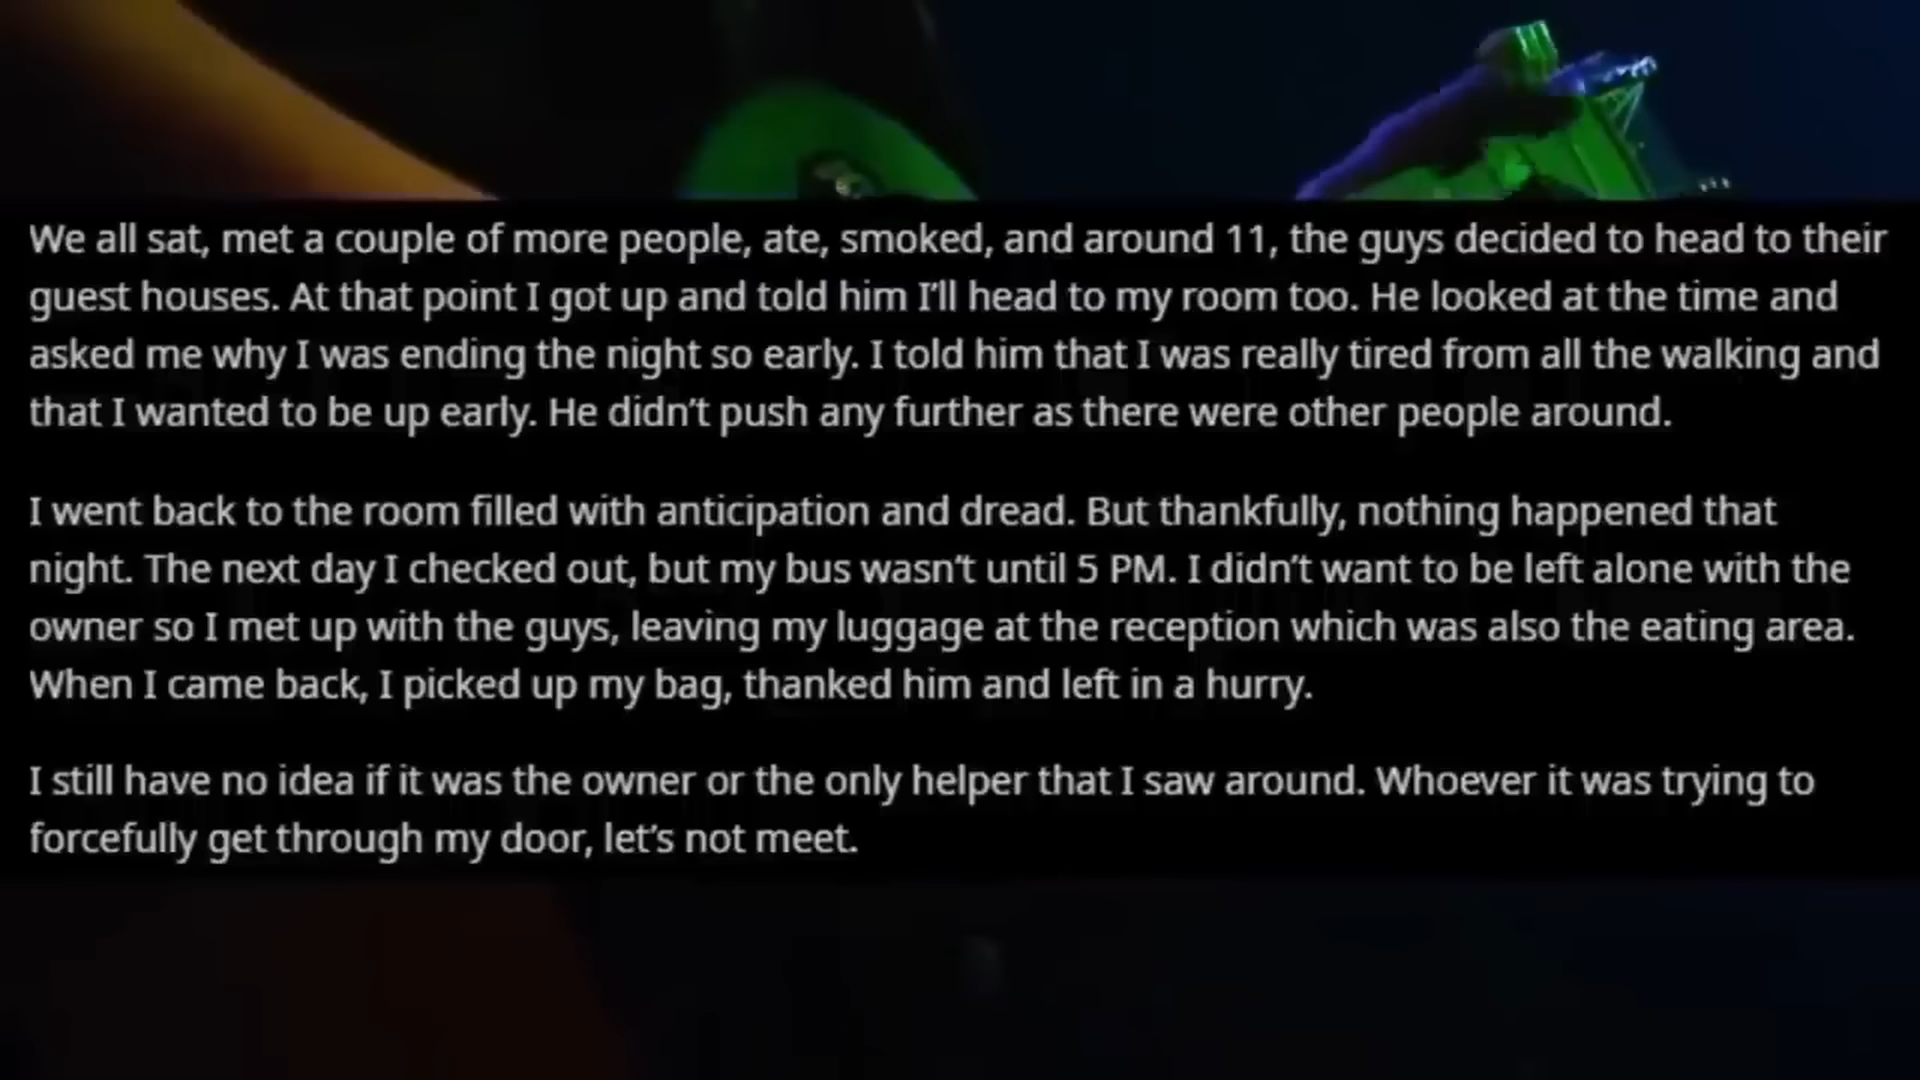 We all sat, met a couple of more people, ate, smoked, and around 11, the guys decided to head to their
guest houses. At that point I got up and told him I'll head to my room too. He looked at the time and
asked me why I was ending the night so early. I told him that I was really tired from all the walking and
that I wanted to be up early. He didn't push any further as there were other people around.
I went back to the room filled with anticipation and dread. But thankfully, nothing happened that
night. The next day I checked out, but my bus wasn't until 5 PM. I didn't want to be left alone with the
owner so I met up with the guys, leaving my luggage at the reception which was also the eating area.
When I came back, I picked up my bag, thanked him and left in a hurry.
I still have no idea if it was the owner or the only helper that I saw around. Whoever it was trying to
forcefully get through my door, let's not meet.